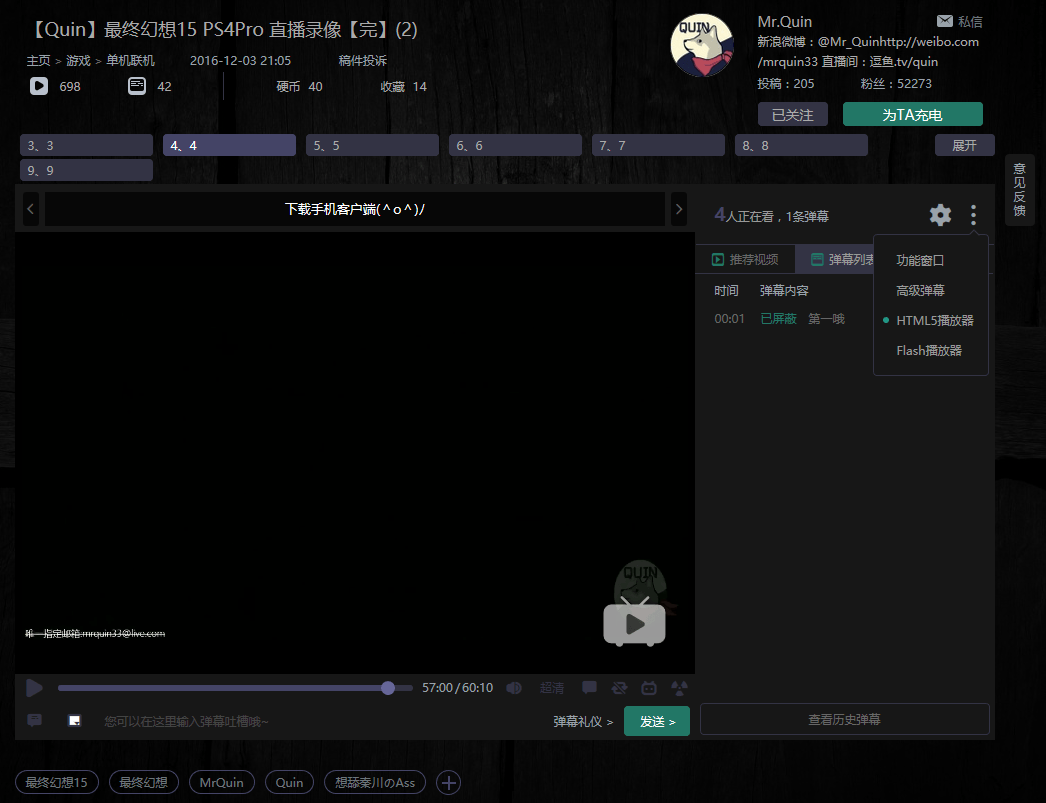 【Quin】最终幻想15 PS4Pro 直播录像【完】(2)
主页 > 游戏 > 单机联机 2016-12-03 21:05 稿件投诉
698 42 硬币 40 收藏 14
QUIN
Mr.Quin 私信
新浪微博：@Mr_Quinhttp://weibo.com
/mrquin33 直播间：逗鱼.tv/quin
投稿：205 粉丝：52273
已关注 为TA充电
3、3 4、4 5、5 6、6 7、7 8、8 展开
9、9
意见反馈
下载手机客户端(^o^)/
4人正在看，1条弹幕
推荐视频 弹幕列表
时间 弹幕内容
00:01 已屏蔽 第一哦
功能窗口
高级弹幕
HTML5播放器
Flash播放器
QUIN
唯一指定邮箱:mrquin33@live.com
57:00/60:10 超清
您可以在这里输入弹幕吐槽哦~ 弹幕礼仪 > 发送 >
查看历史弹幕
最终幻想15 最终幻想 MrQuin Quin 想舔秦川のAss